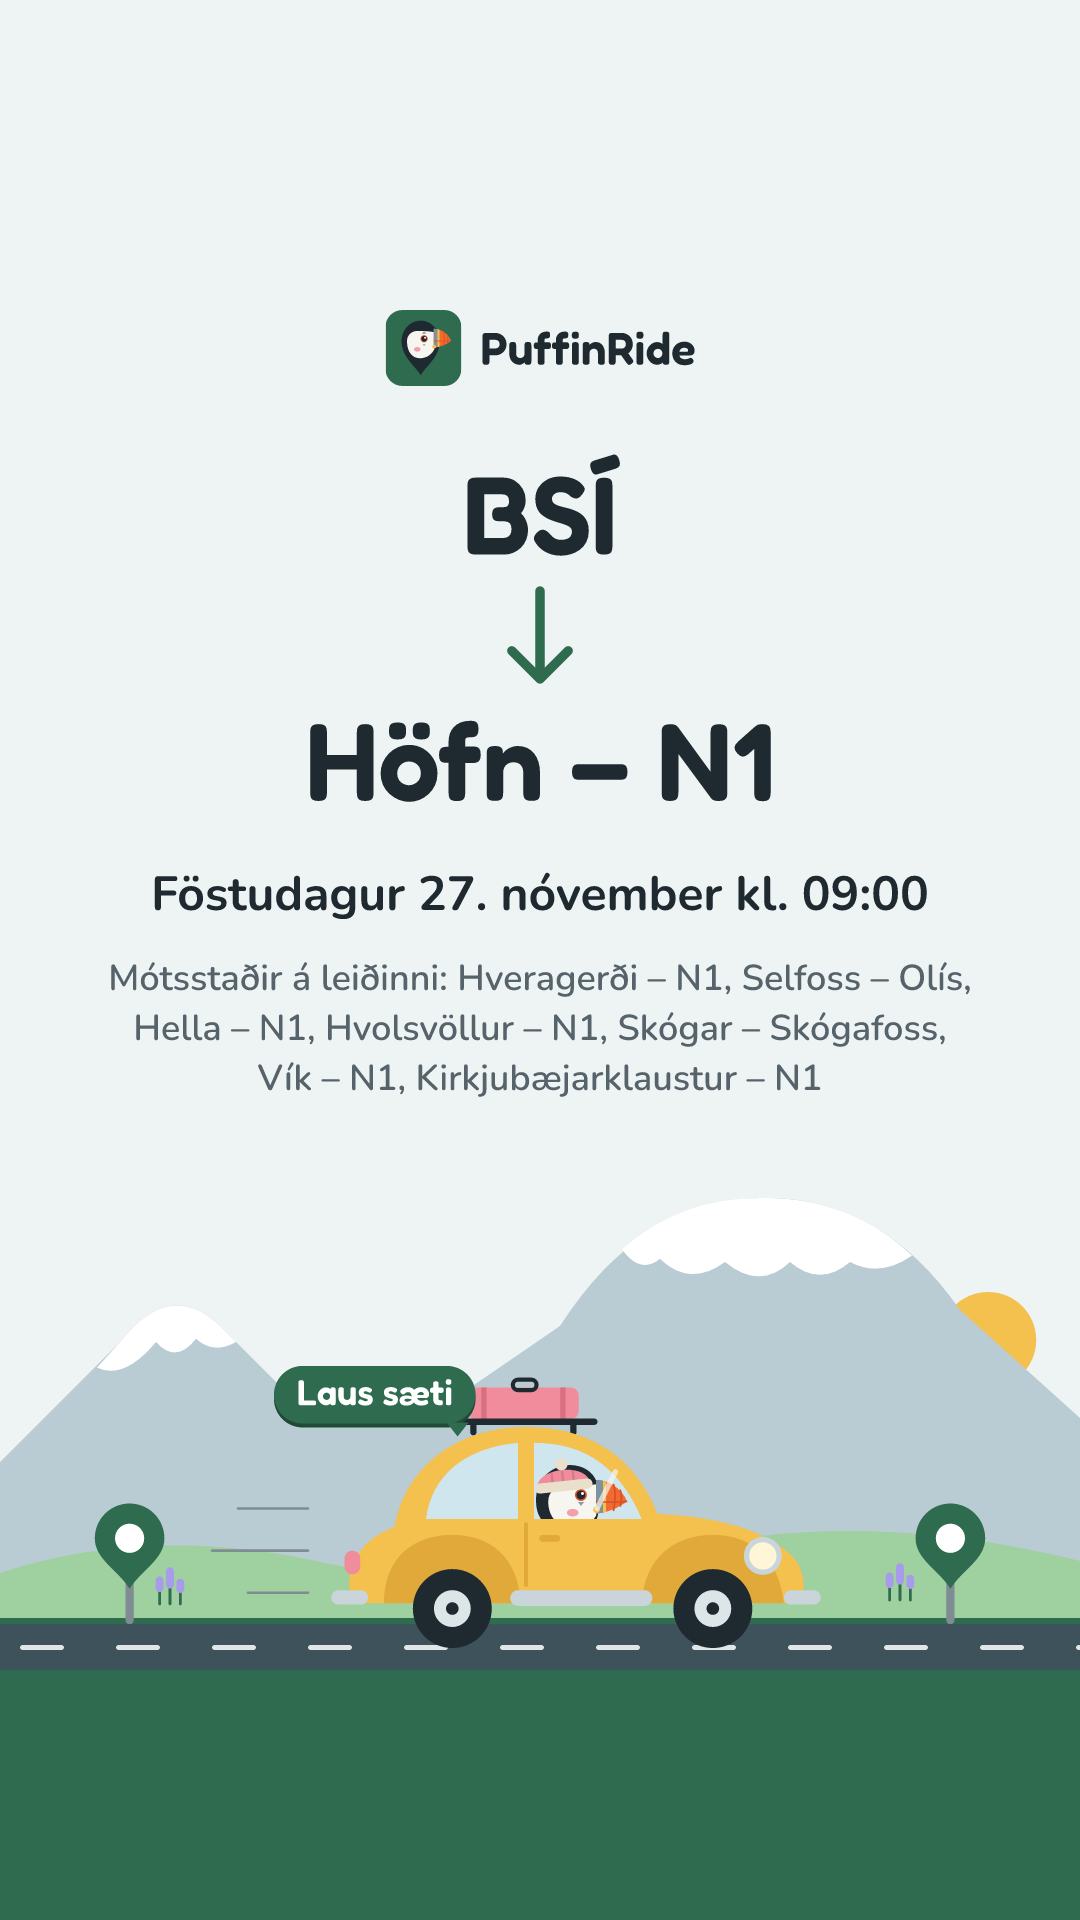 PuffinRide
BSÍ
Höfn – N1
Föstudagur 27. nóvember kl. 09:00
Mótsstaðir á leiðinni: Hveragerði – N1, Selfoss – Olís,
Hella – N1, Hvolsvöllur – N1, Skógar – Skógafoss,
Vík – N1, Kirkjubæjarklaustur – N1
Laus sæti